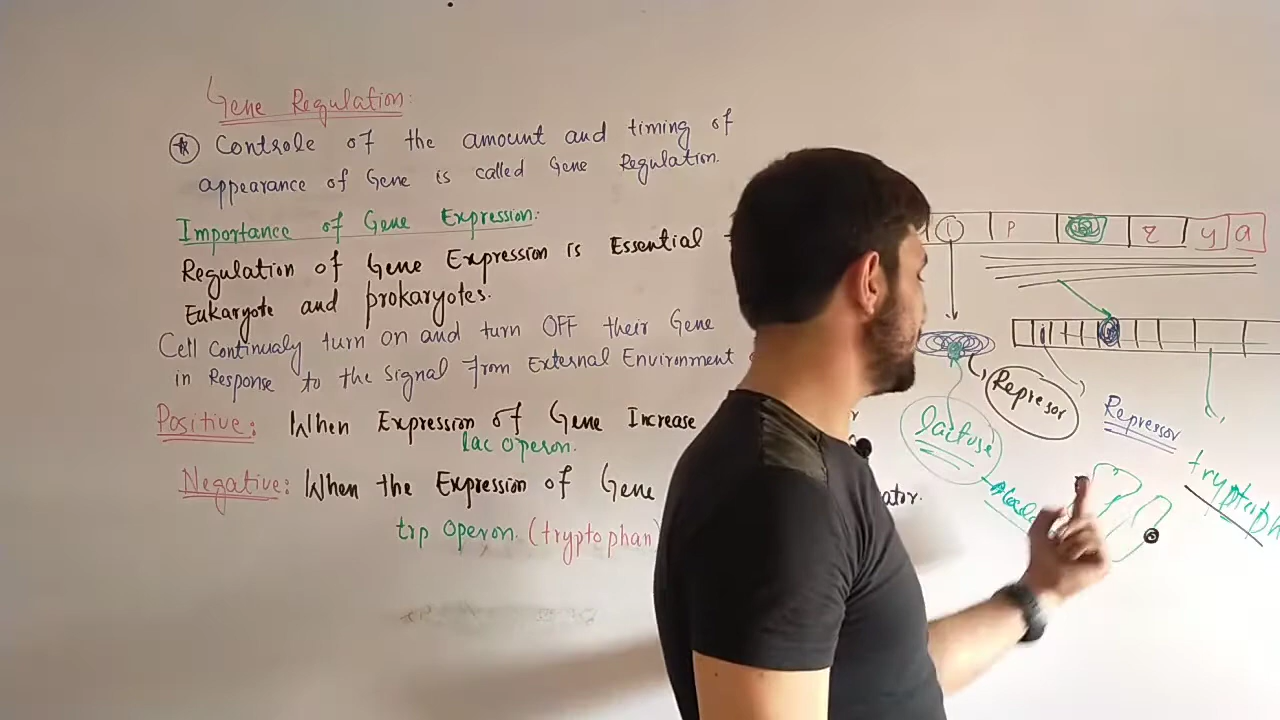 Gene Regulation:
Controle of the amount and timing of
appearance of Gene is called Gene Regulation.
Importance of Gene Expression:
Regulation of Gene Expression is Essential
Eukaryote and prokaryotes.
Cell Continualy turn on and turn OFF their Gene
in Response to the signal from External Environment
Positive: When Expression of Gene Increase
lac operon.
Negative: When the Expression of Gene
trp operon. (tryptophan)
i P z y a
Represor
lactose
Repressor